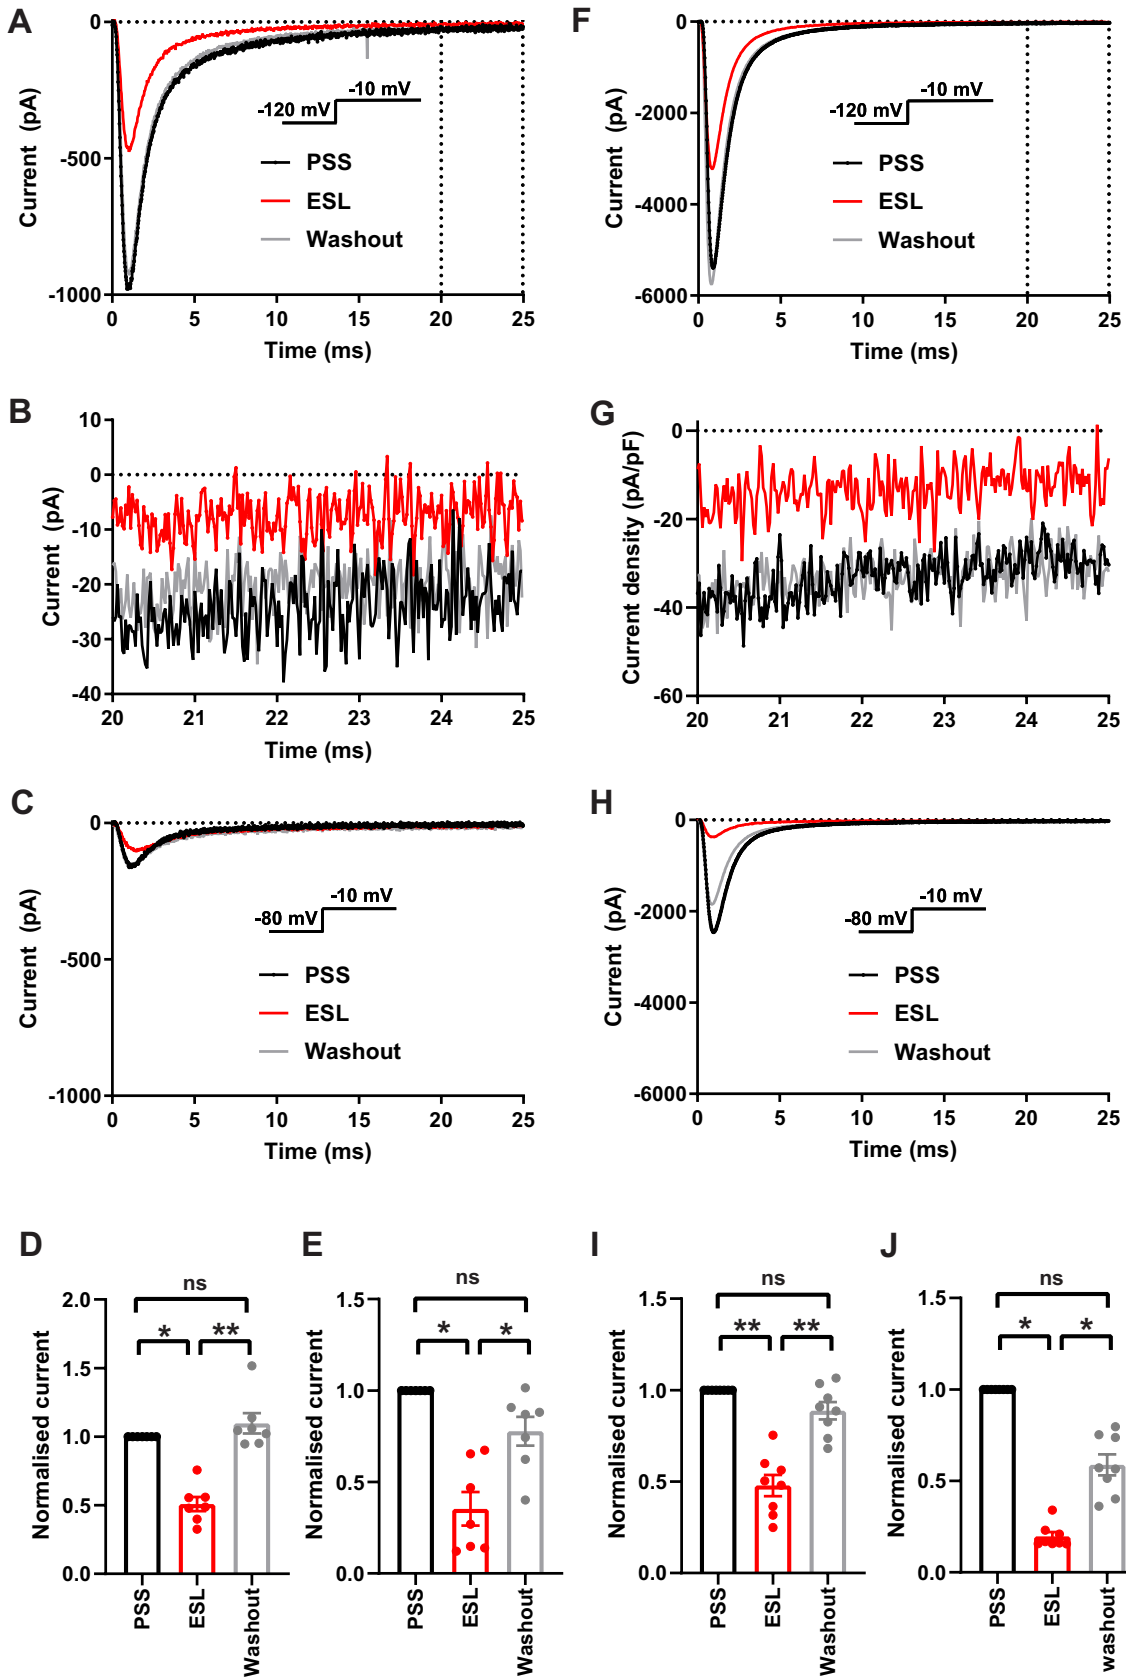 A
Current (pA)
0
-500
-1000
-10 mV
-120 mV
PSS
ESL
Washout
0 5 10 15 20 25
Time (ms)
F
Current (pA)
0
-2000
-4000
-6000
-10 mV
-120 mV
PSS
ESL
Washout
0 5 10 15 20 25
Time (ms)
B
Current (pA)
10
0
-10
-20
-30
-40
20 21 22 23 24 25
Time (ms)
G
Current density (pA/pF)
0
-20
-40
-60
20 21 22 23 24 25
C
Current (pA)
0
-500
-1000
-10 mV
-80 mV
PSS
ESL
Washout
0 5 10 15 20 25
Time (ms)
H
Current (pA)
0
-2000
-4000
-6000
-10 mV
-80 mV
PSS
ESL
Washout
0 5 10 15 20 25
Time (ms)
D
Normalised current
2.0
1.5
1.0
0.5
0.0
ns
* **
PSS
ESL
Washout
E
Normalised current
1.5
1.0
0.5
0.0
ns
* *
PSS
ESL
Washout
I
Normalised current
1.5
1.0
0.5
0.0
ns
** **
PSS
ESL
Washout
J
Normalised current
1.5
1.0
0.5
0.0
ns
* *
PSS
ESL
Washout